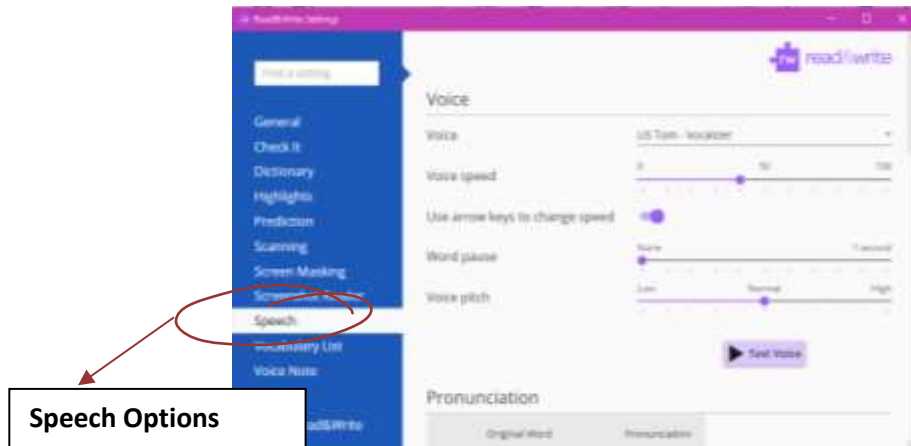 Read&Write Settings
read&write
Find a setting
General
Check It
Dictionary
Highlights
Prediction
Scanning
Screen Masking
Speech
Vocabulary List
Voice Note
Voice
Voice US Tom - Vocalizer
0 50 100
Voice speed
Use arrow keys to change speed
None 1 second
Word pause
Low Normal High
Voice pitch
Test Voice
Pronunciation
Original Word Pronunciation
Speech Options